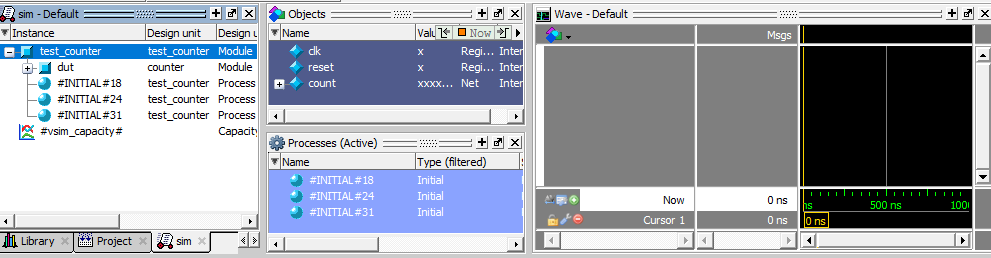 sim - Default
Instance Design unit Design u
test_counter test_counter Module
dut counter Module
#INITIAL#18 test_counter Process
#INITIAL#24 test_counter Process
#INITIAL#31 test_counter Process
#vsim_capacity# Capacit
Library Project sim
Objects
Name Valu Now
clk x Regi... Inter
reset x Regi... Inter
count xxxx... Net Inter
Processes (Active)
Name Type (filtered)
#INITIAL#18 Initial
#INITIAL#24 Initial
#INITIAL#31 Initial
Wave - Default
Msgs
Now 0 ns
ns 500 ns 100
Cursor 1 0 ns
0 ns